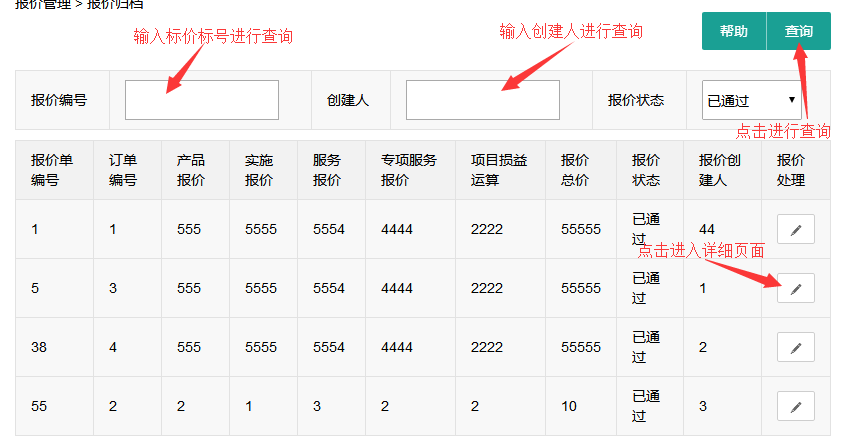 报价管理 > 报价归档
输入标价标号进行查询
输入创建人进行查询
帮助 查询
报价编号 创建人 报价状态 已通过
点击进行查询
报价单 订单 产品 实施 服务 专项服务 项目损益 报价 报价 报价创 报价
编号 编号 报价 报价 报价 报价 运算 总价 状态 建人 处理
1 1 555 5555 5554 4444 2222 55555 已通过 44
点击进入详细页面
5 3 555 5555 5554 4444 2222 55555 已通过 1
38 4 555 5555 5554 4444 2222 55555 已通过 2
55 2 2 1 3 2 2 10 已通过 3